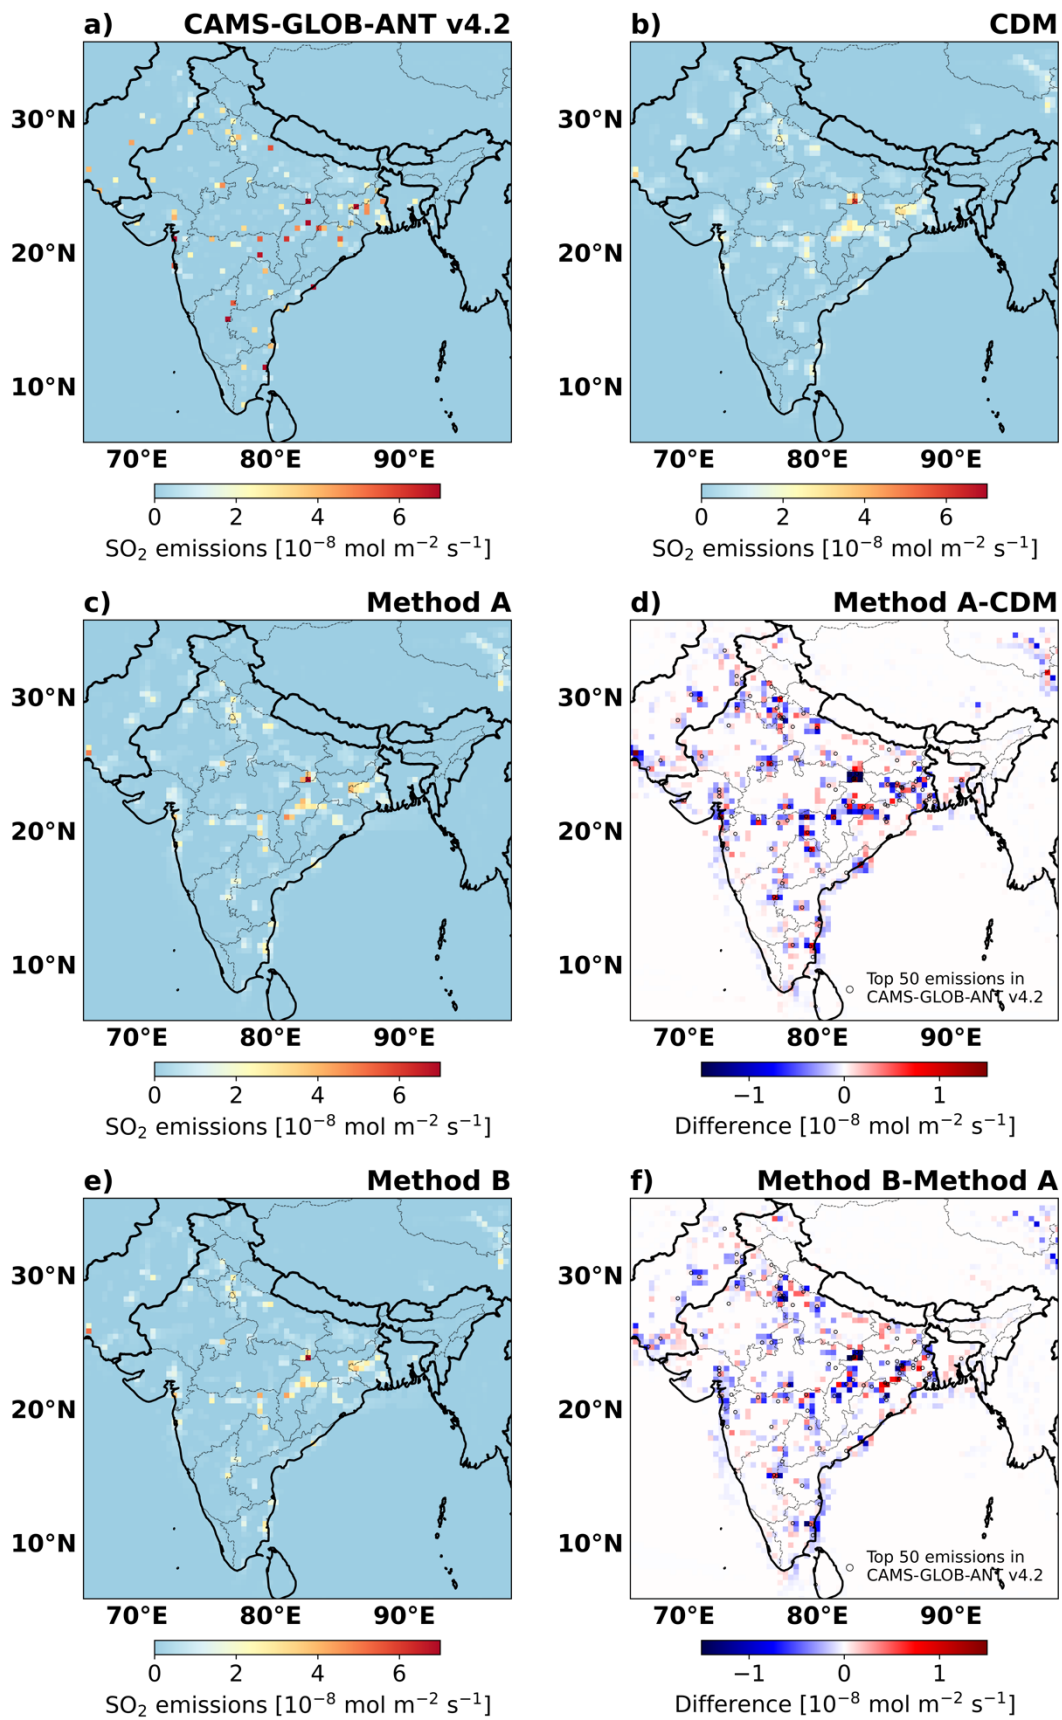 a) CAMS-GLOB-ANT v4.2
b) CDM
30°N
20°N
10°N
30°N
20°N
10°N
70°E 80°E 90°E
70°E 80°E 90°E
0 2 4 6
SO₂ emissions [10⁻⁸ mol m⁻² s⁻¹]
0 2 4 6
SO₂ emissions [10⁻⁸ mol m⁻² s⁻¹]
c) Method A
d) Method A-CDM
30°N
20°N
10°N
30°N
20°N
10°N
Top 50 emissions in
CAMS-GLOB-ANT v4.2
70°E 80°E 90°E
70°E 80°E 90°E
0 2 4 6
SO₂ emissions [10⁻⁸ mol m⁻² s⁻¹]
−1 0 1
Difference [10⁻⁸ mol m⁻² s⁻¹]
e) Method B
f) Method B-Method A
30°N
20°N
10°N
30°N
20°N
10°N
Top 50 emissions in
CAMS-GLOB-ANT v4.2
70°E 80°E 90°E
70°E 80°E 90°E
0 2 4 6
SO₂ emissions [10⁻⁸ mol m⁻² s⁻¹]
−1 0 1
Difference [10⁻⁸ mol m⁻² s⁻¹]